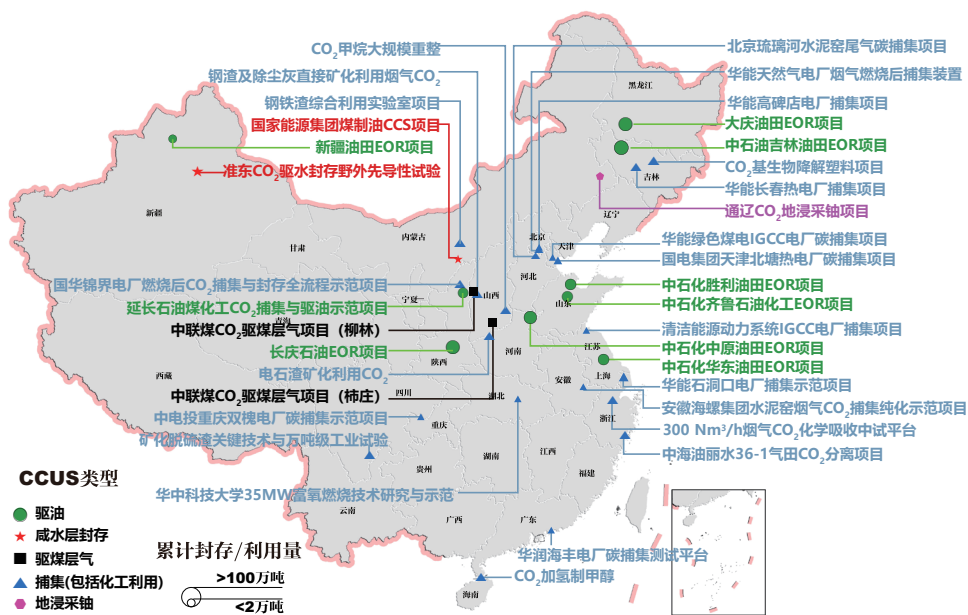 CO₂甲烷大规模重整
钢渣及除尘灰直接矿化利用烟气CO₂
钢铁渣综合利用实验室项目
国家能源集团煤制油CCS项目
新疆油田EOR项目
准东CO₂驱水封存野外先导性试验
国华锦界电厂燃烧后CO₂捕集与封存全流程示范项目
延长石油煤化工CO₂捕集与驱油示范项目
中联煤CO₂驱煤层气项目（柳林）
长庆石油EOR项目
电石渣矿化利用CO₂
中联煤CO₂驱煤层气项目（柿庄）
中电投重庆双槐电厂碳捕集示范项目
矿化脱硫渣关键技术与万吨级工业试验
华中科技大学35MW富氧燃烧技术研究与示范
北京琉璃河水泥窑尾气碳捕集项目
华能天然气电厂烟气燃烧后捕集装置
华能高碑店电厂捕集项目
大庆油田EOR项目
中石油吉林油田EOR项目
CO₂基生物降解塑料项目
华能长春热电厂捕集项目
通辽CO₂地浸采铀项目
华能绿色煤电IGCC电厂碳捕集项目
国电集团天津北塘热电厂碳捕集项目
中石化胜利油田EOR项目
中石化齐鲁石油化工EOR项目
清洁能源动力系统IGCC电厂捕集项目
中石化中原油田EOR项目
中石化华东油田EOR项目
华能石洞口电厂捕集示范项目
安徽海螺集团水泥窑烟气CO₂捕集纯化示范项目
300 Nm³/h烟气CO₂化学吸收中试平台
中海油丽水36-1气田CO₂分离项目
华润海丰电厂碳捕集测试平台
CO₂加氢制甲醇
黑龙江
吉林
辽宁
新疆
甘肃
内蒙古
北京
天津
河北
宁夏
山西
山东
青海
陕西
河南
江苏
西藏
四川
湖北
安徽
上海
浙江
重庆
贵州
湖南
江西
福建
云南
广西
广东
海南
CCUS类型
驱油
咸水层封存
驱煤层气
捕集(包括化工利用)
地浸采铀
累计封存/利用量
>100万吨
<2万吨